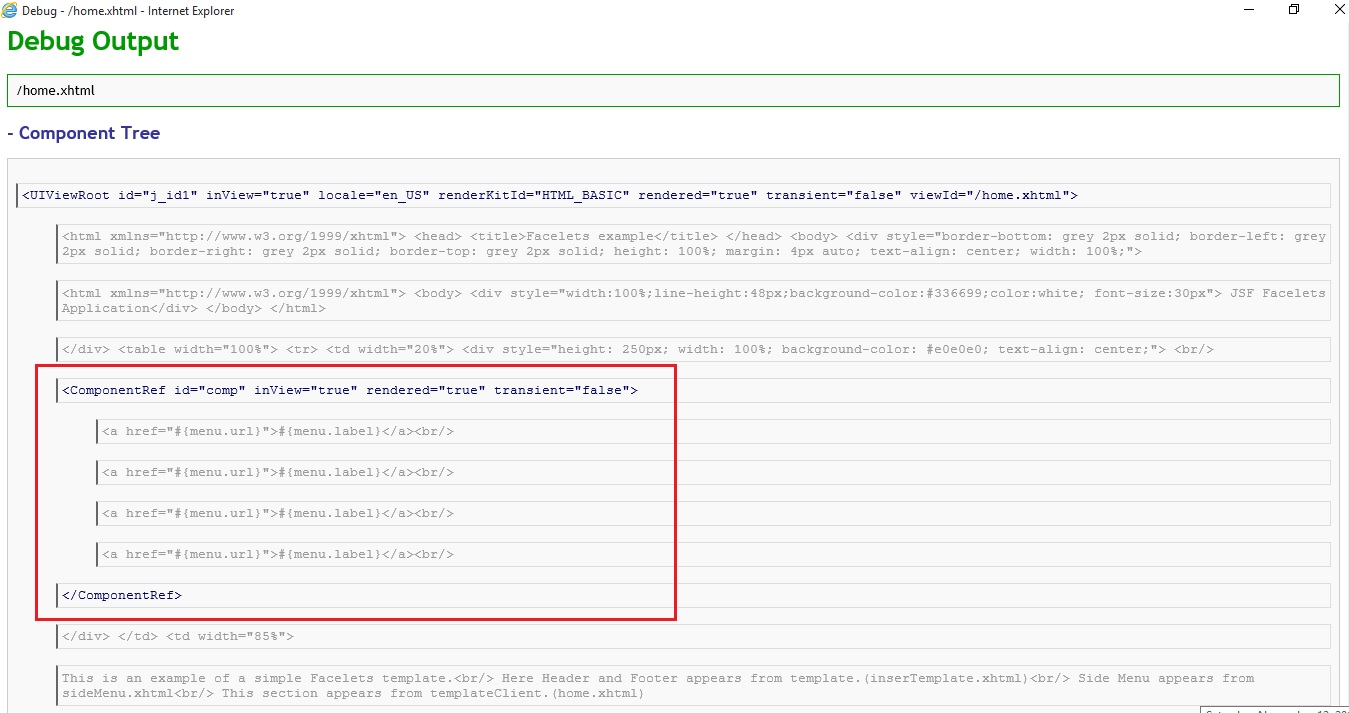 Debug - /home.xhtml - Internet Explorer
Debug Output
/home.xhtml
- Component Tree
<UIViewRoot id="j_id1" inView="true" locale="en_US" renderKitId="HTML_BASIC" rendered="true" transient="false" viewId="/home.xhtml">
<html xmlns="http://www.w3.org/1999/xhtml"> <head> <title>Facelets example</title> </head> <body> <div style="border-bottom: grey 2px solid; border-left: grey
2px solid; border-right: grey 2px solid; border-top: grey 2px solid; height: 100%; margin: 4px auto; text-align: center; width: 100%;">
<html xmlns="http://www.w3.org/1999/xhtml"> <body> <div style="width:100%;line-height:48px;background-color:#336699;color:white; font-size:30px"> JSF Facelets
Application</div> </body> </html>
</div> <table width="100%"> <tr> <td width="20%"> <div style="height: 250px; width: 100%; background-color: #e0e0e0; text-align: center;"> <br/>
<ComponentRef id="comp" inView="true" rendered="true" transient="false">
<a href="#{menu.url}">#{menu.label}</a><br/>
<a href="#{menu.url}">#{menu.label}</a><br/>
<a href="#{menu.url}">#{menu.label}</a><br/>
<a href="#{menu.url}">#{menu.label}</a><br/>
</ComponentRef>
</div> </td> <td width="85%">
This is an example of a simple Facelets template.<br/> Here Header and Footer appears from template.(inserTemplate.xhtml)<br/> Side Menu appears from
sideMenu.xhtml<br/> This section appears from templateClient.(home.xhtml)